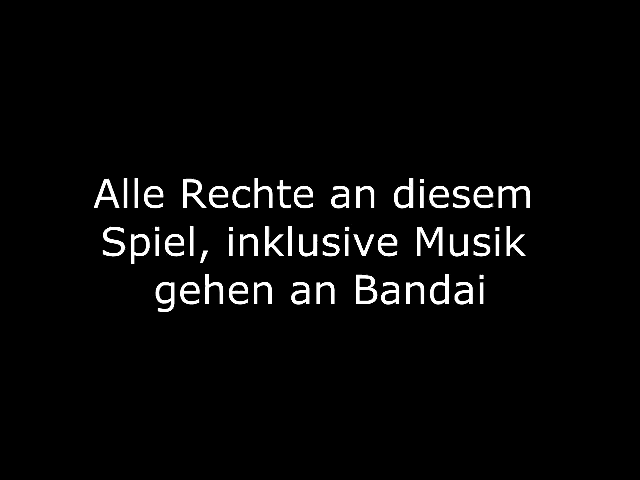 Alle Rechte an diesem
Spiel, inklusive Musik
gehen an Bandai